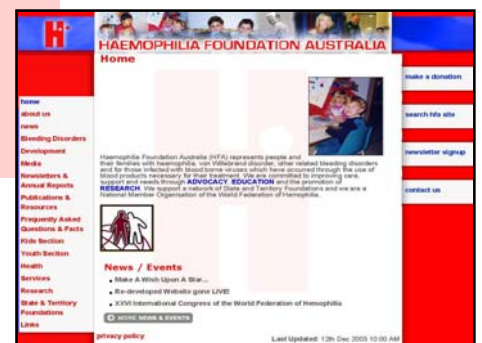 H
HAEMOPHILIA FOUNDATION AUSTRALIA
Home
home
about us
news
Bleeding Disorders
Development
Media
Newsletters &
Annual Reports
Publications &
Resources
Frequently Asked
Questions & Facts
Kids Section
Youth Section
Health
Services
Research
State & Territory
Foundations
Links
Haemophilia Foundation Australia (HFA) represents people and
their families with haemophilia, von Willebrand disorder, other related bleeding disorders
and for those infected with blood borne viruses which have occurred through the use of
blood products necessary for their treatment. We are committed to improving care,
support and needs through ADVOCACY, EDUCATION and the promotion of
RESEARCH. We support a network of State and Territory Foundations and we are a
National Member Organisation of the World Federation of Hemophilia.
News / Events
Make A Wish Upon A Star...
Re-developed Website gone LIVE!
XXVI International Congress of the World Federation of Hemophilia
MORE NEWS & EVENTS
privacy policy
Last Updated: 12th Dec 2003 10:00 AM
make a donation
search hfa site
newsletter signup
contact us